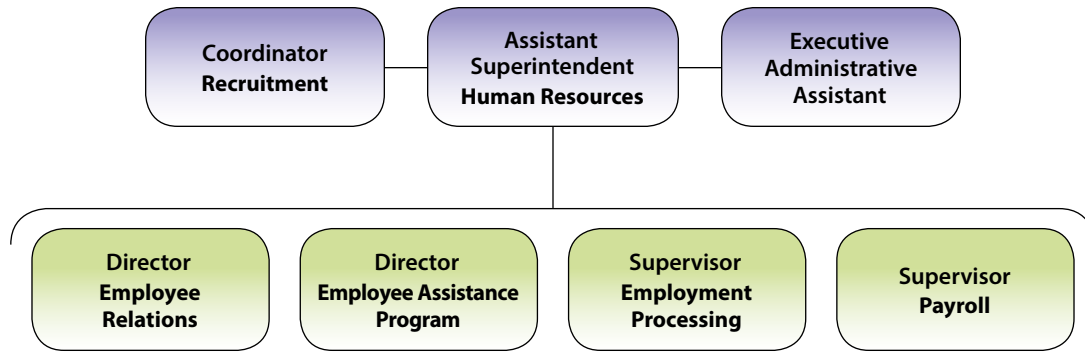 Coordinator
Recruitment
Assistant
Superintendent
Human Resources
Executive
Administrative
Assistant
Director
Employee
Relations
Director
Employee Assistance
Program
Supervisor
Employment
Processing
Supervisor
Payroll